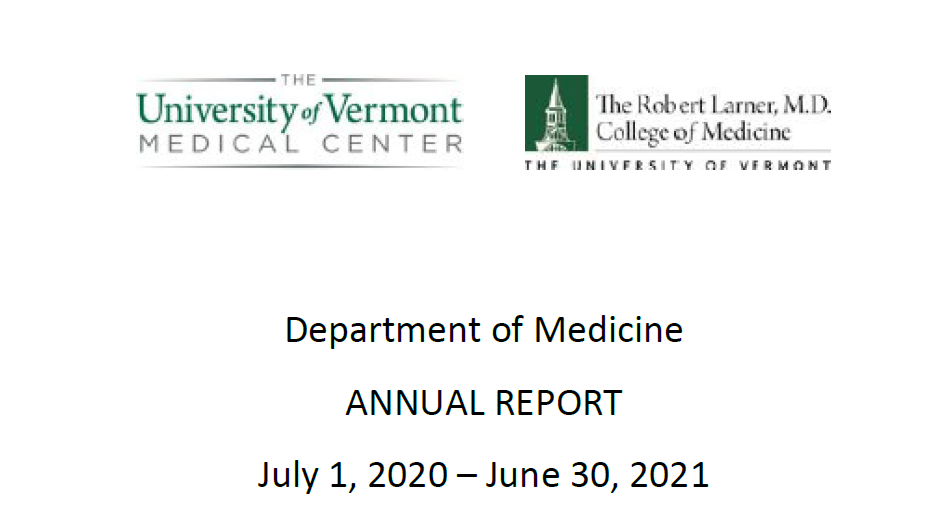 THE
University of Vermont
MEDICAL CENTER
The Robert Larner, M.D.
College of Medicine
THE UNIVERSITY OF VERMONT
Department of Medicine
ANNUAL REPORT
July 1, 2020 – June 30, 2021